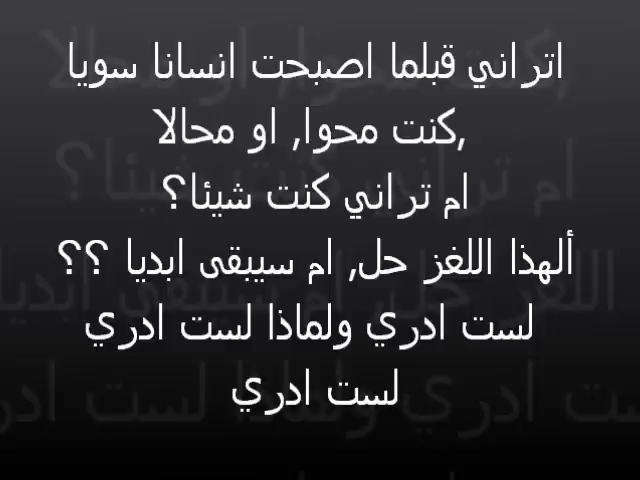 اتراني قبلما اصبحت انسانا سويا
كنت محوا, او محالا,
ام تراني كنت شيئا؟
ألهذا اللغز حل, ام سيبقى ابديا ؟؟
لست ادري ولماذا لست ادري
لست ادري